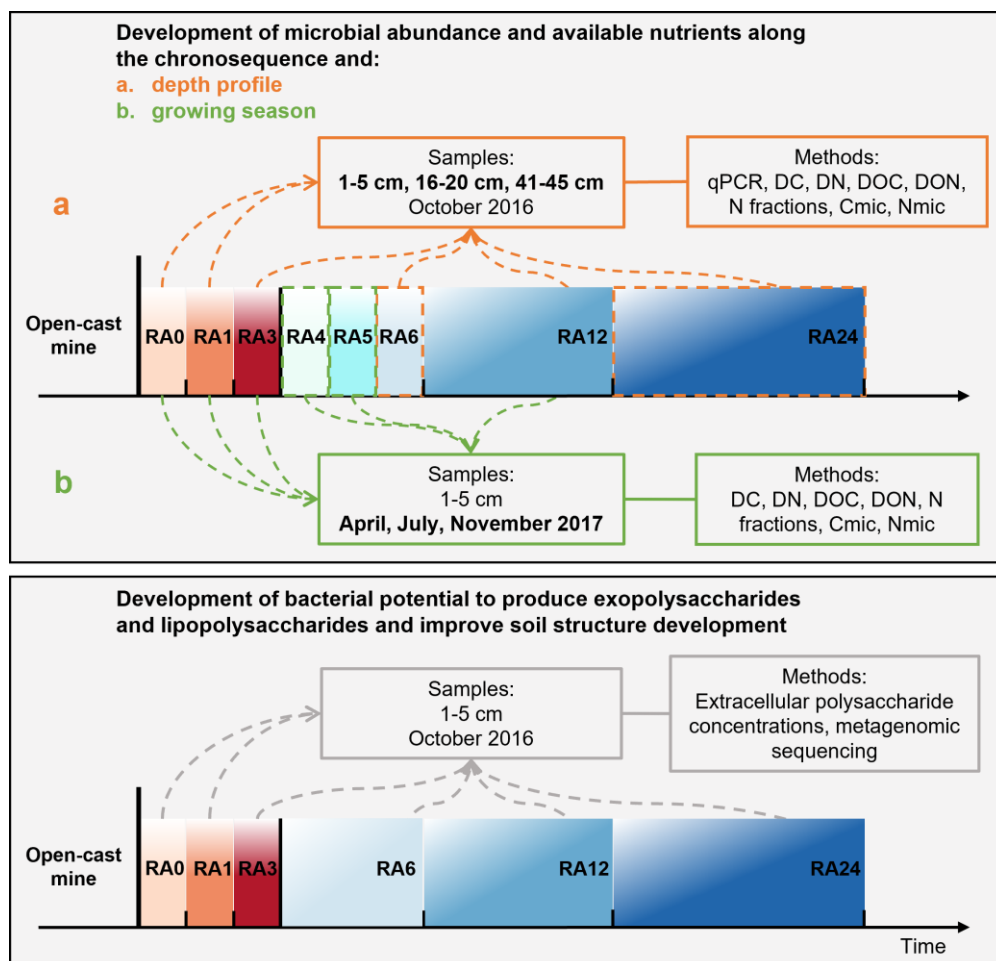 Development of microbial abundance and available nutrients along
the chronosequence and:
a. depth profile
b. growing season
Samples:
1-5 cm, 16-20 cm, 41-45 cm
October 2016
Methods:
qPCR, DC, DN, DOC, DON,
N fractions, Cmic, Nmic
a
Open-cast
mine
RA0
RA1
RA3
RA4
RA5
RA6
RA12
RA24
b
Samples:
1-5 cm
April, July, November 2017
Methods:
DC, DN, DOC, DON, N
fractions, Cmic, Nmic
Development of bacterial potential to produce exopolysaccharides
and lipopolysaccharides and improve soil structure development
Samples:
1-5 cm
October 2016
Methods:
Extracellular polysaccharide
concentrations, metagenomic
sequencing
Open-cast
mine
RA0
RA1
RA3
RA6
RA12
RA24
Time